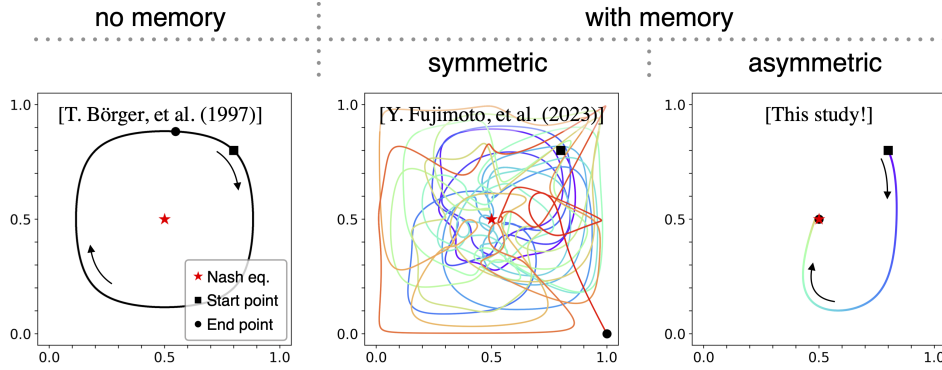 no memory
with memory
symmetric
asymmetric
[T. Börger, et al. (1997)]
[Y. Fujimoto, et al. (2023)]
[This study!]
1.0
0.5
0.0
0.0 0.5 1.0
Nash eq.
Start point
End point
1.0
0.5
0.0
0.0 0.5 1.0
1.0
0.5
0.0
0.0 0.5 1.0